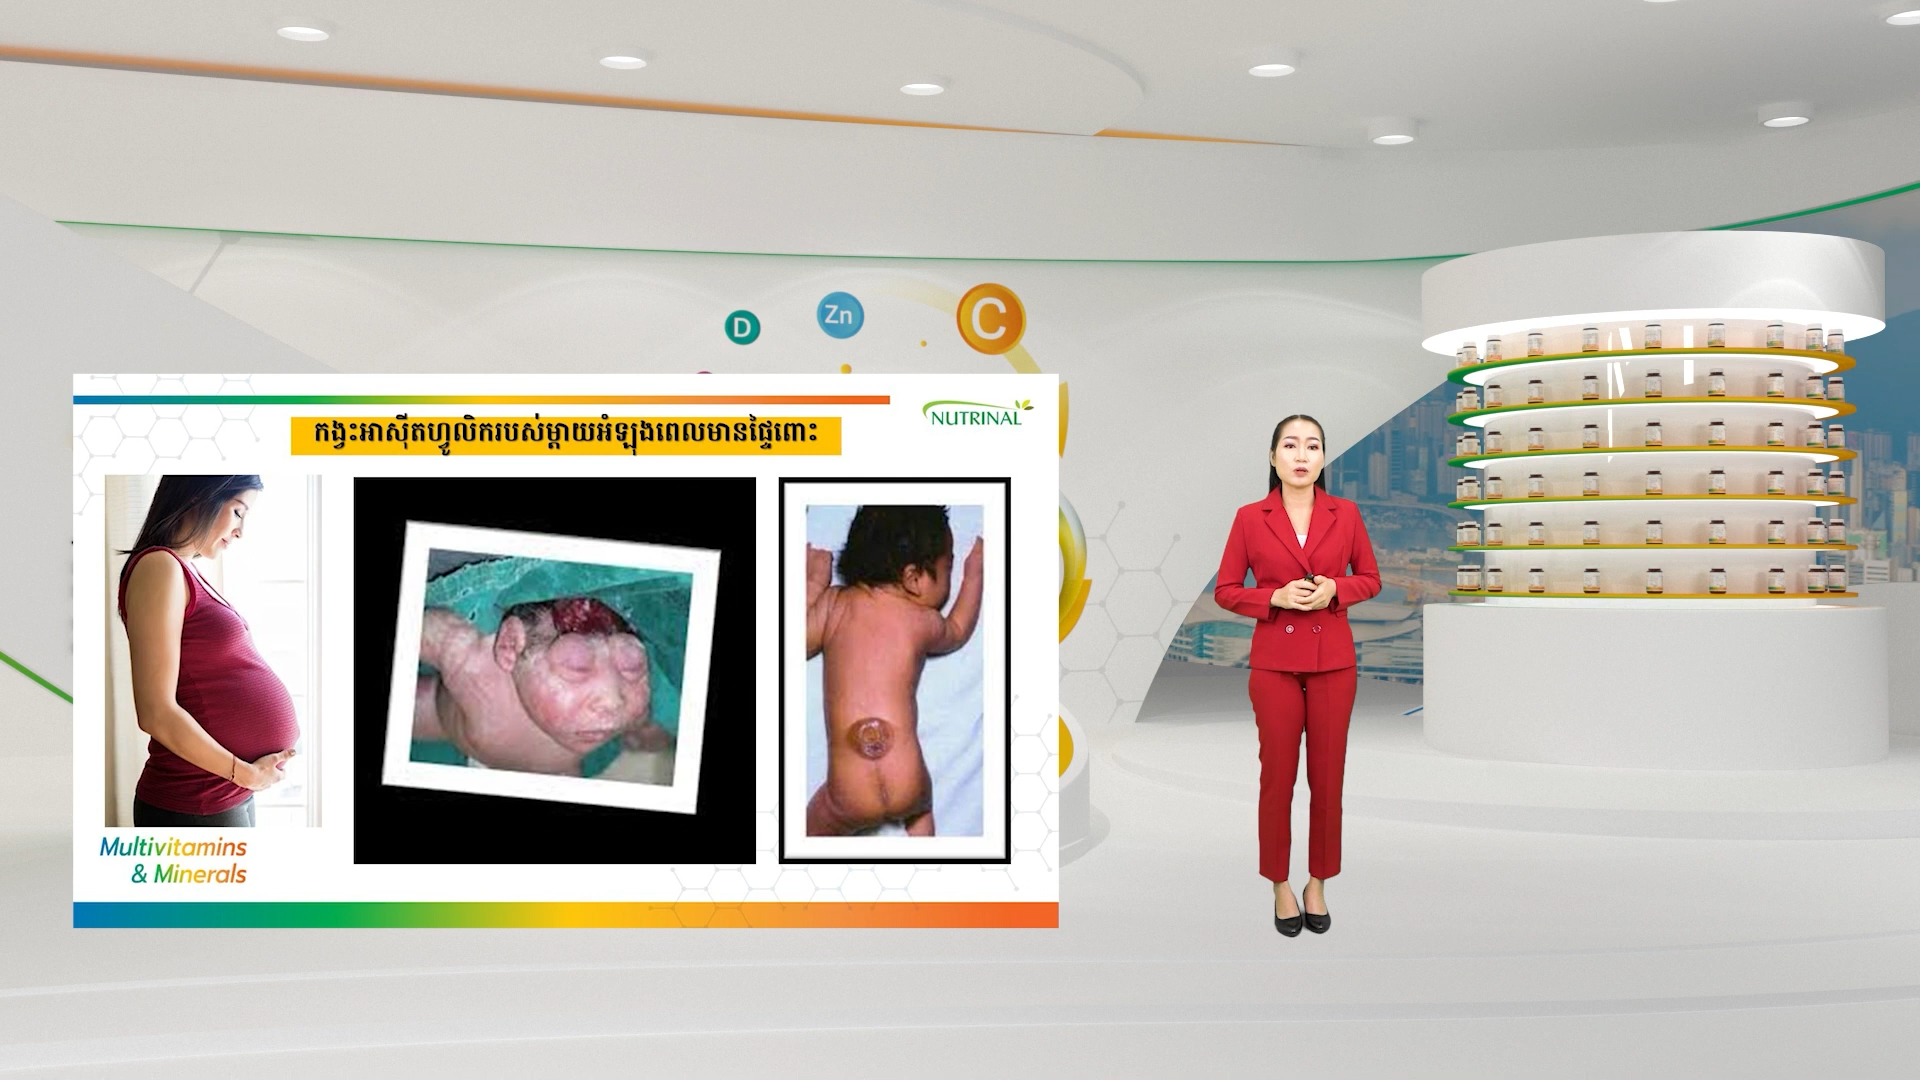 D
Zn
C
NUTRINAL
កង្វះអាស៊ីតហ្វូលិករបស់ម្តាយអំឡុងពេលមានផ្ទៃពោះ
Multivitamins
& Minerals